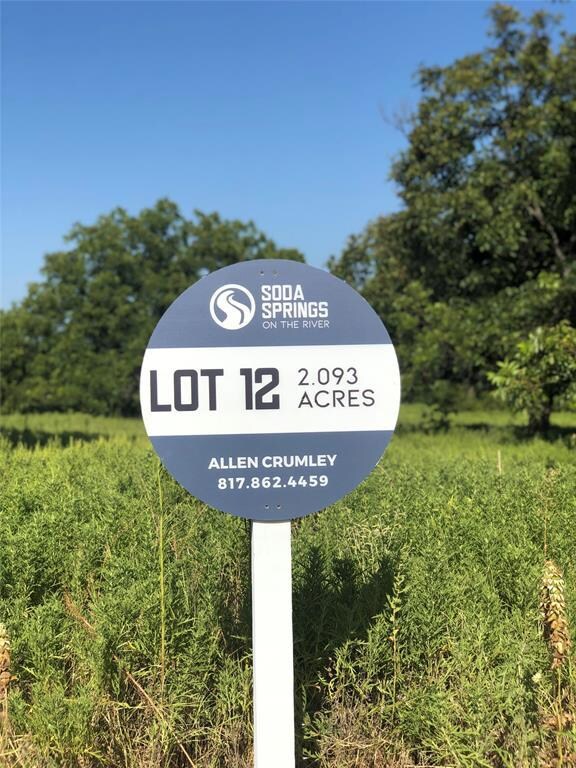 SODA
SPRINGS
ON THE RIVER
LOT 12 2.093
ACRES
ALLEN CRUMLEY
817.862.4459